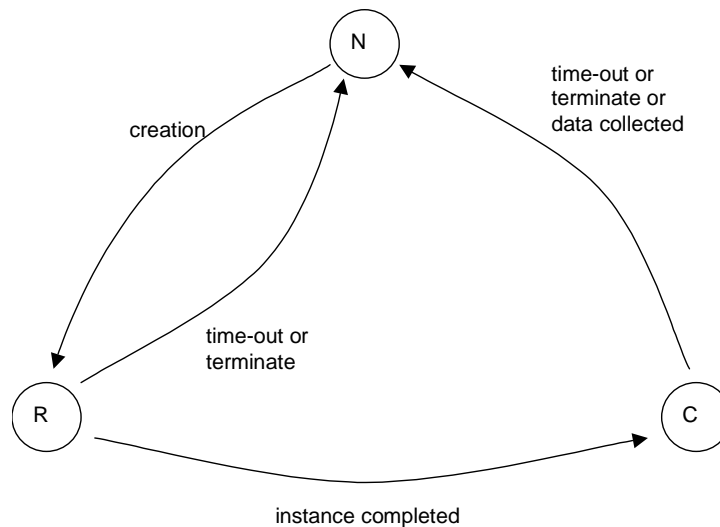 N
time-out or
terminate or
data collected
creation
time-out or
terminate
R
C
instance completed